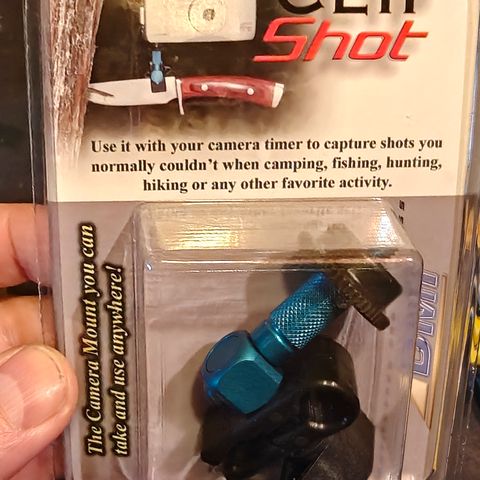 Shot
Use it with your camera timer to capture shots you
normally couldn't when camping, fishing, hunting,
hiking or any other favorite activity.
The Camera Mount you can
take and use anywhere!